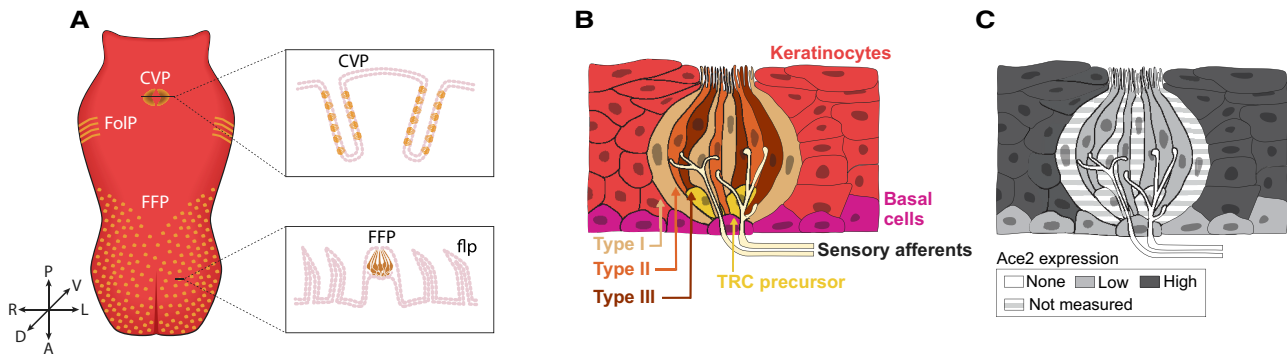 A
CVP
FolP
FFP
P
V
R
L
D
A
CVP
FFP
flp
B
Keratinocytes
Basal
cells
Type I
Sensory afferents
Type II
TRC precursor
Type III
C
Ace2 expression
None
Low
High
Not measured